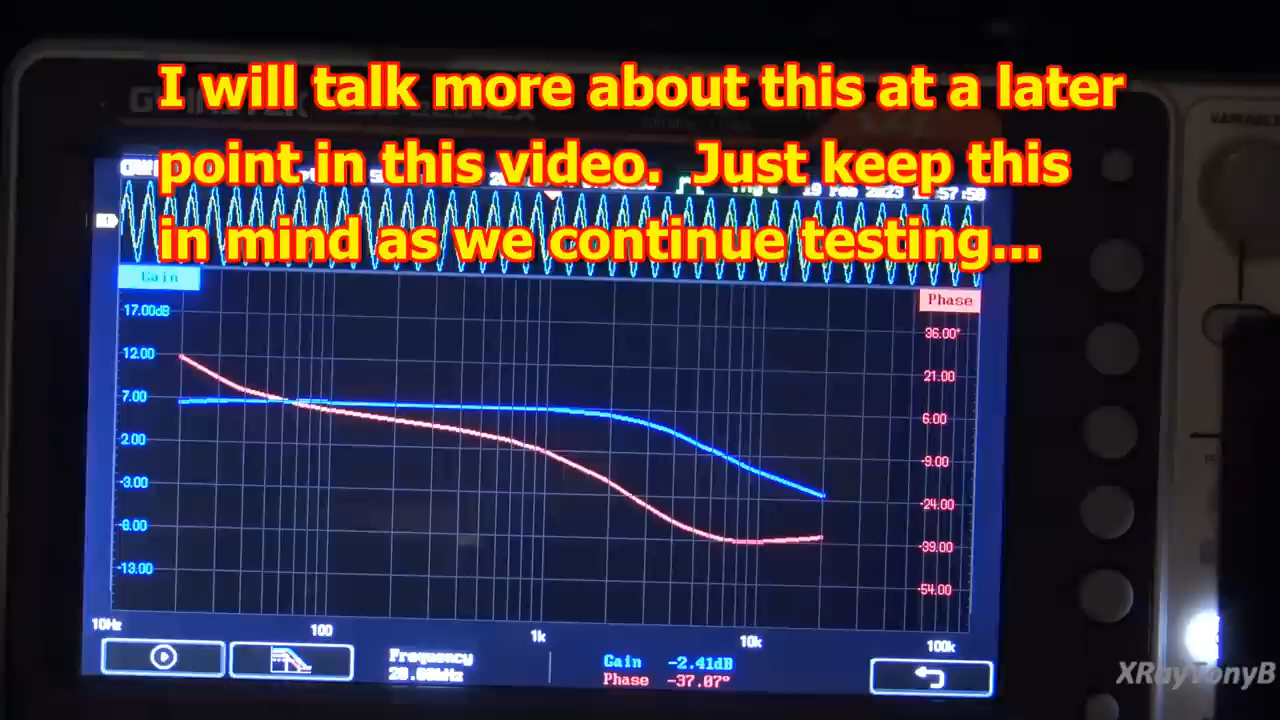 I will talk more about this at a later
point in this video. Just keep this
in mind as we continue testing...
Gain
Phase
17.00dB
36.00°
12.00
21.00
7.00
6.00
2.00
-9.00
-3.00
-24.00
-8.00
-39.00
-13.00
-54.00
10Hz
100
1k
10k
100k
Frequency
20.00kHz
Gain -2.41dB
Phase -37.07°
XRayTonyB